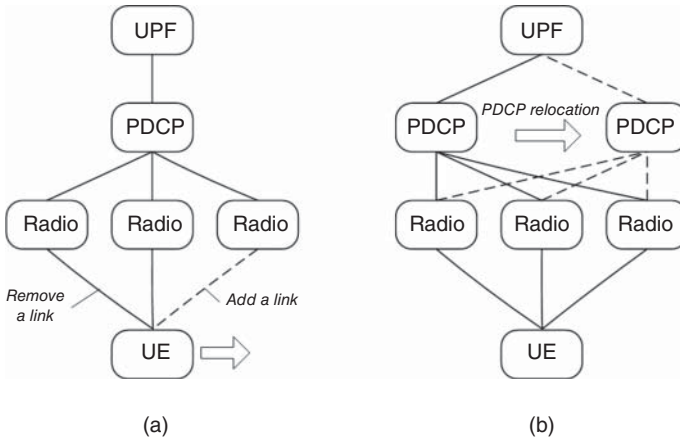 UPF
PDCP
Radio
Radio
Radio
Remove
a link
Add a link
UE
(a)
UPF
PDCP relocation
PDCP
PDCP
Radio
Radio
Radio
UE
(b)